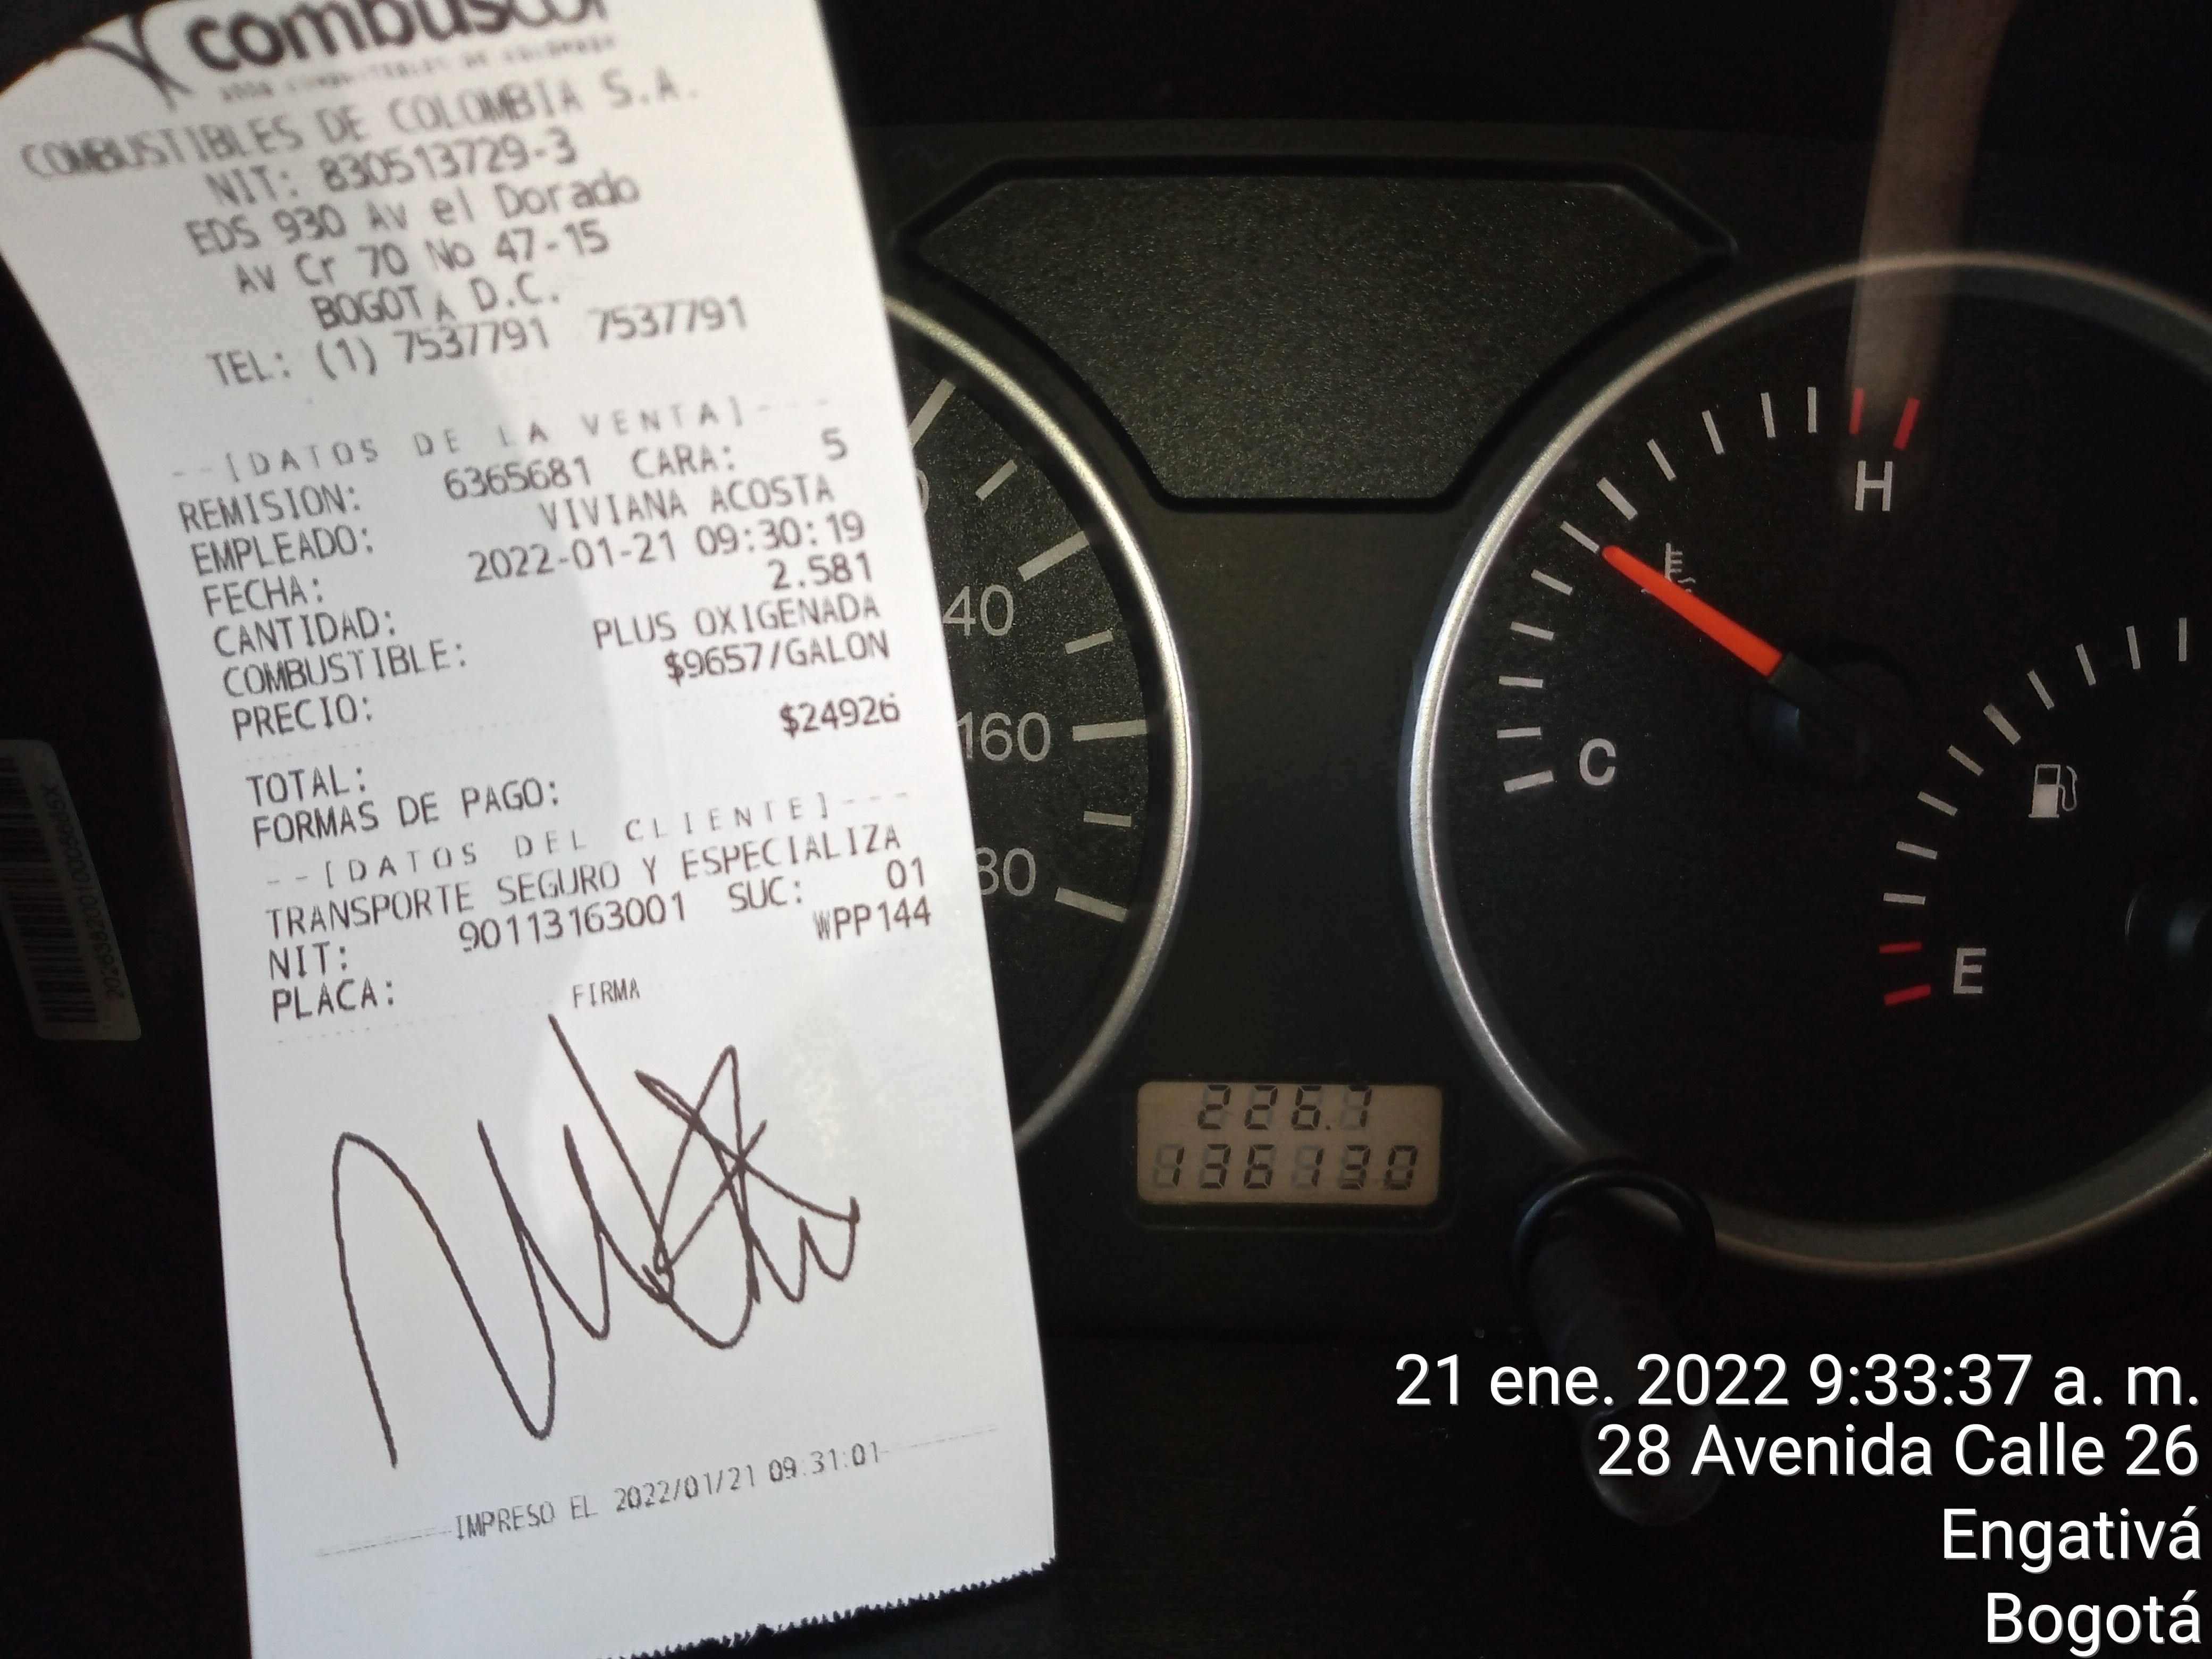 combuscol
COMBUSTIBLES DE COLOMBIA S.A.
NIT: 830513729-3
EDS 930 Av el Dorado
Av Cr 70 No 47-15
BOGOTA D.C.
TEL: (1) 7537791 7537791
--[DATOS DE LA VENTA]---
REMISION: 6365681 CARA: 5
EMPLEADO: VIVIANA ACOSTA
FECHA: 2022-01-21 09:30:19
CANTIDAD: 2.581
COMBUSTIBLE: PLUS OXIGENADA
PRECIO: $9657/GALON
TOTAL: $24926
FORMAS DE PAGO:
--[DATOS DEL CLIENTE]---
TRANSPORTE SEGURO Y ESPECIALIZA
NIT: 90113163001 SUC: 01
PLACA: WPP144
FIRMA
IMPRESO EL 2022/01/21 09:31:01
40
160
80
H
C
E
226.7
136130
21 ene. 2022 9:33:37 a. m.
28 Avenida Calle 26
Engativá
Bogotá